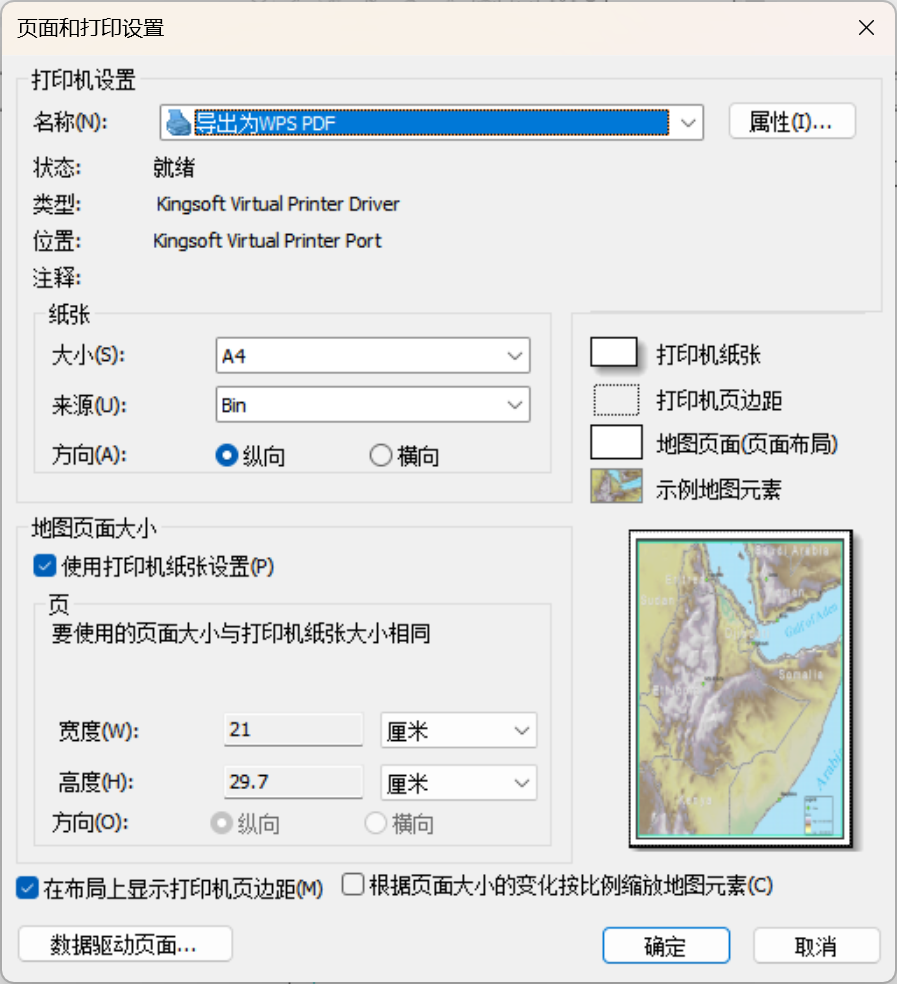 页面和打印设置
打印机设置
名称(N): 导出为WPS PDF 属性(I)...
状态: 就绪
类型: Kingsoft Virtual Printer Driver
位置: Kingsoft Virtual Printer Port
注释:
纸张
大小(S): A4
来源(U): Bin
方向(A): 纵向 横向
打印机纸张
打印机页边距
地图页面(页面布局)
示例地图元素
地图页面大小
使用打印机纸张设置(P)
页
要使用的页面大小与打印机纸张大小相同
宽度(W): 21 厘米
高度(H): 29.7 厘米
方向(O): 纵向 横向
Saudi Arabia
Gulf of Aden
Somalia
在布局上显示打印机页边距(M) 根据页面大小的变化按比例缩放地图元素(C)
数据驱动页面... 确定 取消